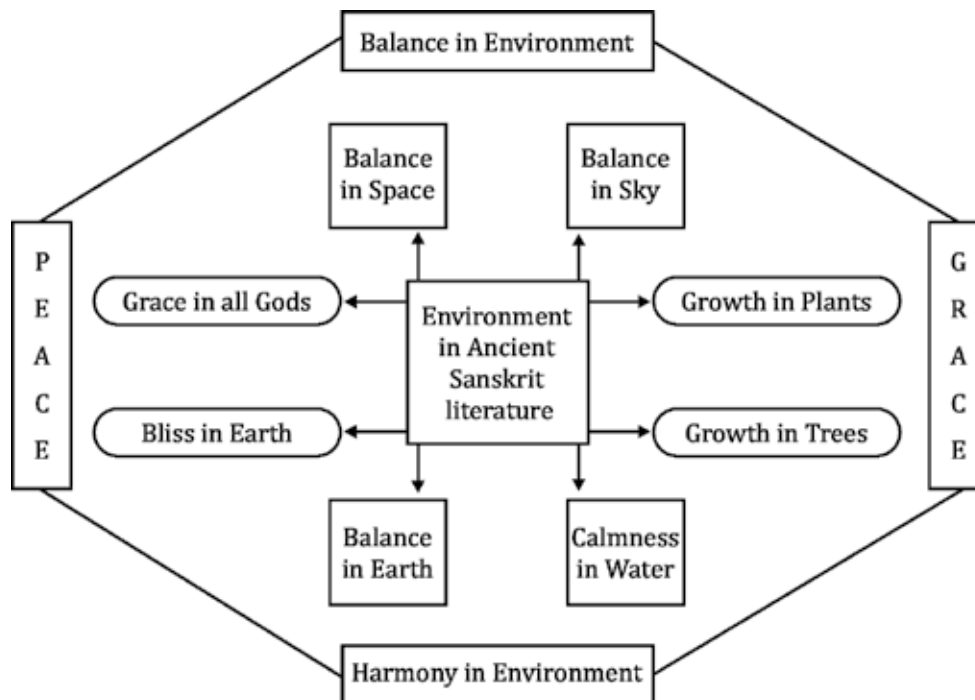 Balance in Environment
Balance
in Space
Balance
in Sky
P
E
A
C
E
G
R
A
C
E
Grace in all Gods
Environment
in Ancient
Sanskrit
literature
Growth in Plants
Bliss in Earth
Growth in Trees
Balance
in Earth
Calmness
in Water
Harmony in Environment